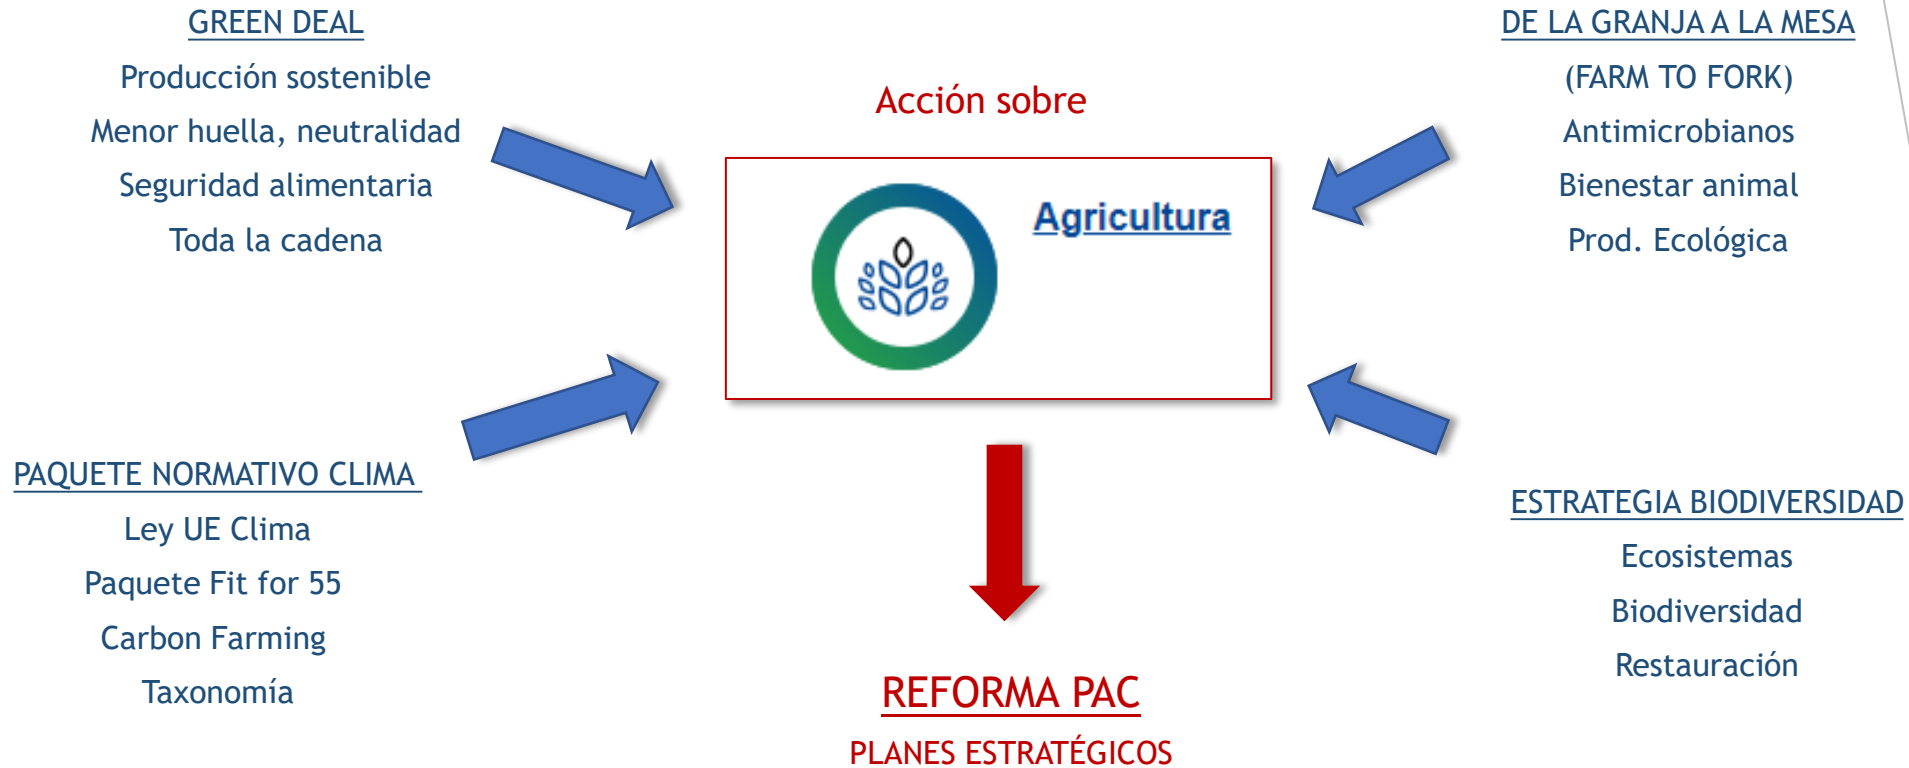 GREEN DEAL
Producción sostenible
Menor huella, neutralidad
Seguridad alimentaria
Toda la cadena
Acción sobre
Agricultura
DE LA GRANJA A LA MESA
(FARM TO FORK)
Antimicrobianos
Bienestar animal
Prod. Ecológica
PAQUETE NORMATIVO CLIMA
Ley UE Clima
Paquete Fit for 55
Carbon Farming
Taxonomía
ESTRATEGIA BIODIVERSIDAD
Ecosistemas
Biodiversidad
Restauración
REFORMA PAC
PLANES ESTRATÉGICOS